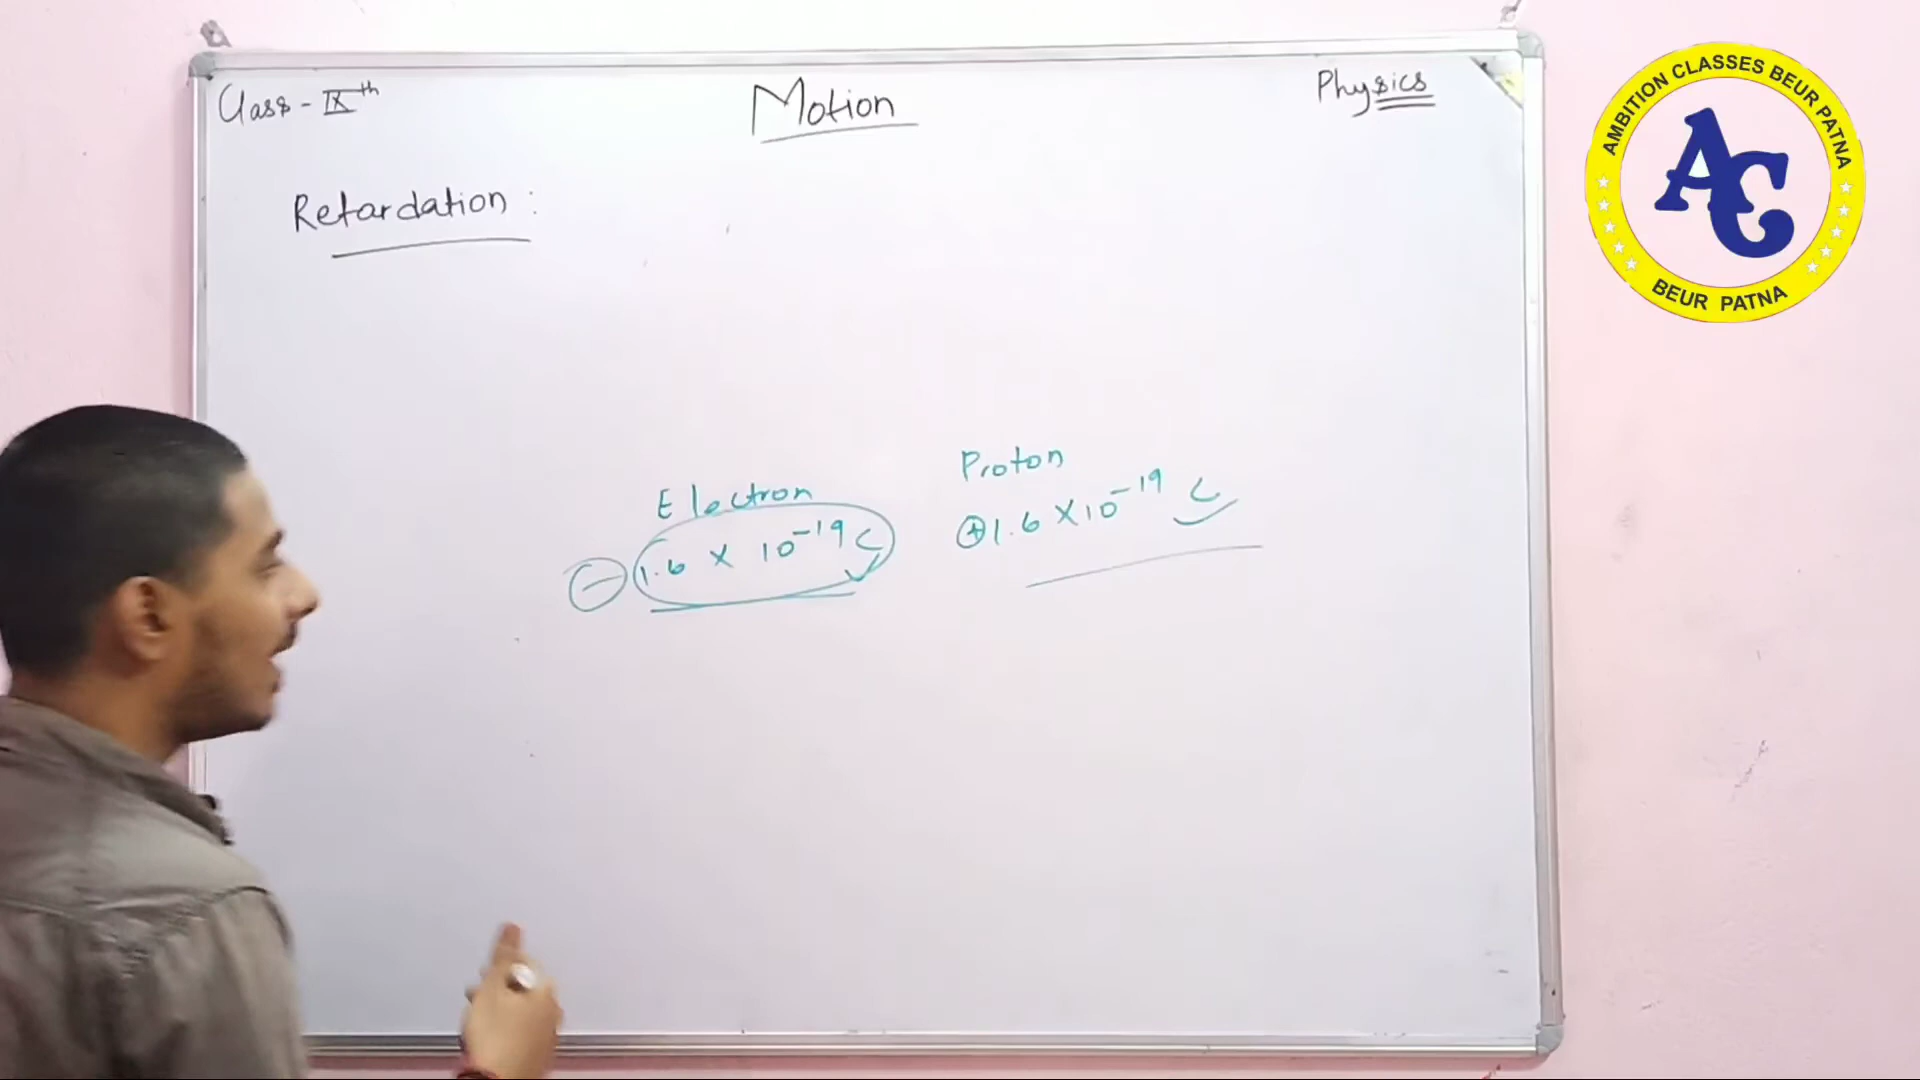 Class - IXth
Motion
Physics
Retardation :
Electron
- 1.6 × 10^-19 C
Proton
+ 1.6 × 10^-19 C
AMBITION CLASSES BEUR PATNA
AC
BEUR PATNA